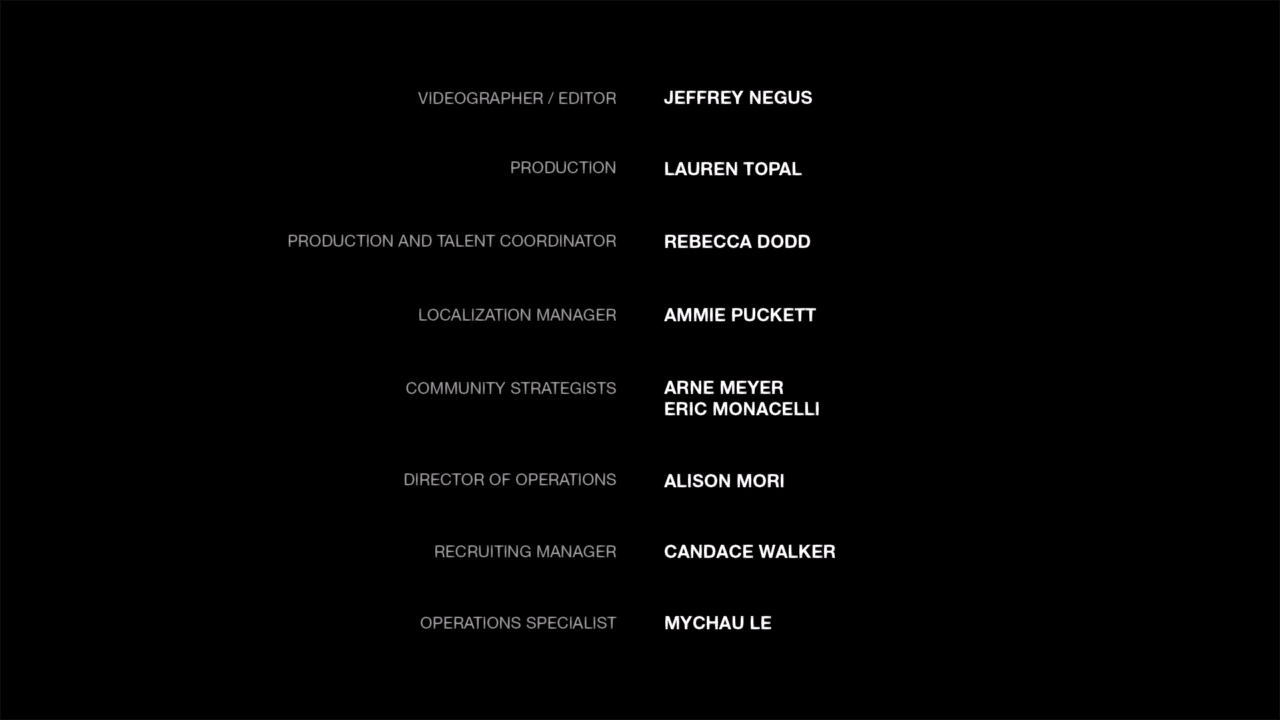 VIDEOGRAPHER / EDITOR JEFFREY NEGUS
PRODUCTION LAUREN TOPAL
PRODUCTION AND TALENT COORDINATOR REBECCA DODD
LOCALIZATION MANAGER AMMIE PUCKETT
COMMUNITY STRATEGISTS ARNE MEYER
ERIC MONACELLI
DIRECTOR OF OPERATIONS ALISON MORI
RECRUITING MANAGER CANDACE WALKER
OPERATIONS SPECIALIST MYCHAU LE